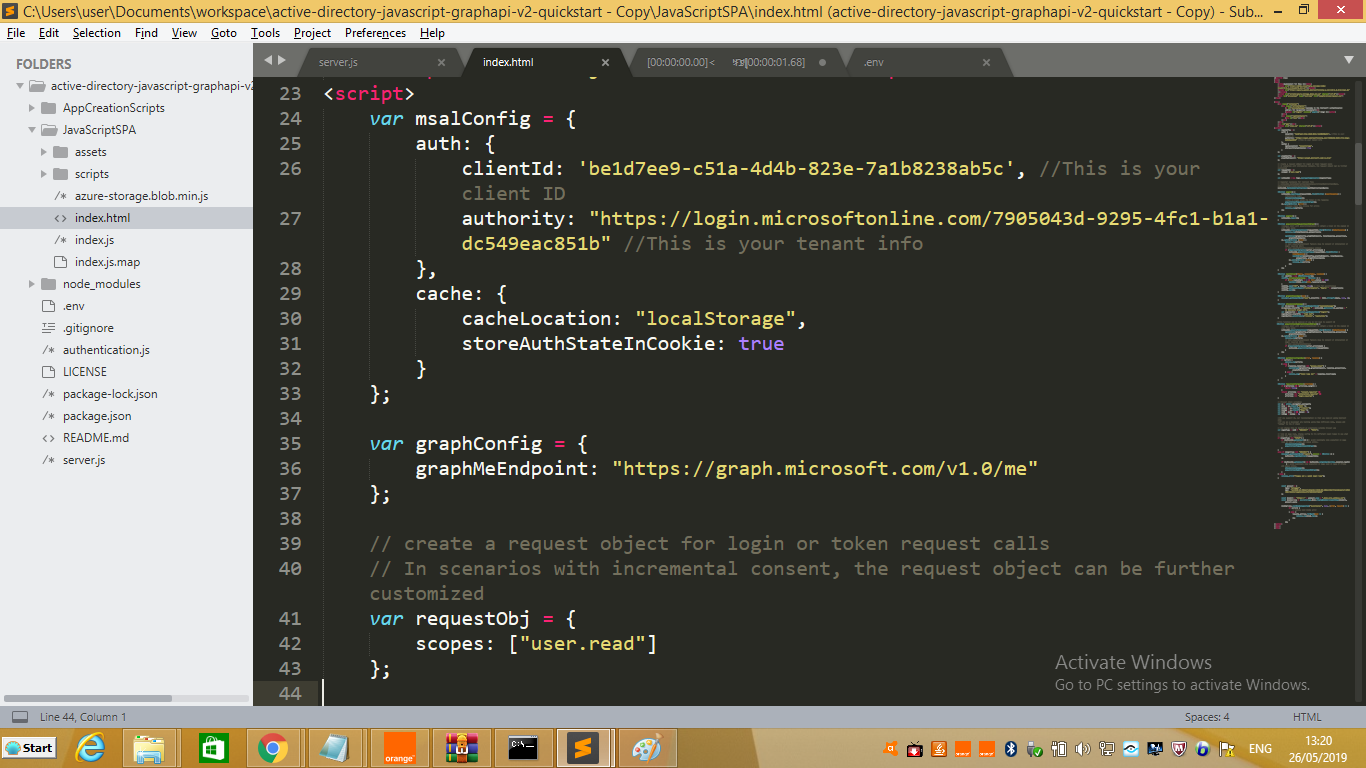 C:\Users\user\Documents\workspace\active-directory-javascript-graphapi-v2-quickstart - Copy\JavaScriptSPA\index.html (active-directory-javascript-graphapi-v2-quickstart - Copy) - Sub...
File Edit Selection Find View Goto Tools Project Preferences Help
FOLDERS
active-directory-javascript-graphapi-v2
AppCreationScripts
JavaScriptSPA
assets
scripts
azure-storage.blob.min.js
index.html
index.js
index.js.map
node_modules
.env
.gitignore
authentication.js
LICENSE
package-lock.json
package.json
README.md
server.js
server.js index.html [00:00:00.00]< [00:00:01.68] .env
23 <script>
24 var msalConfig = {
25 auth: {
26 clientId: 'be1d7ee9-c51a-4d4b-823e-7a1b8238ab5c', //This is your
client ID
27 authority: "https://login.microsoftonline.com/7905043d-9295-4fc1-b1a1-
dc549eac851b" //This is your tenant info
28 },
29 cache: {
30 cacheLocation: "localStorage",
31 storeAuthStateInCookie: true
32 }
33 };
34
35 var graphConfig = {
36 graphMeEndpoint: "https://graph.microsoft.com/v1.0/me"
37 };
38
39 // create a request object for login or token request calls
40 // In scenarios with incremental consent, the request object can be further
customized
41 var requestObj = {
42 scopes: ["user.read"]
43 };
44
Activate Windows
Go to PC settings to activate Windows.
Line 44, Column 1 Spaces: 4 HTML
Start
orange
ENG
13:20
26/05/2019